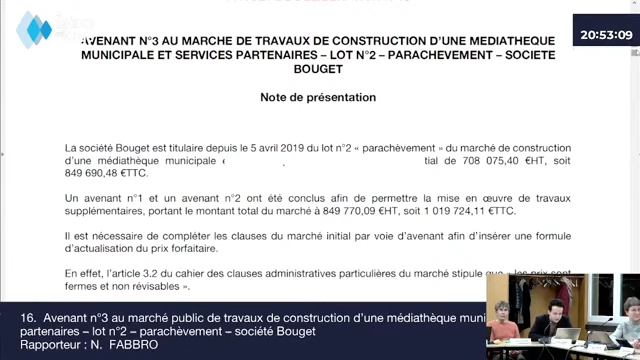 20:53:09
AVENANT N°3 AU MARCHE DE TRAVAUX DE CONSTRUCTION D'UNE MEDIATHEQUE
MUNICIPALE ET SERVICES PARTENAIRES – LOT N°2 – PARACHEVEMENT – SOCIETE
BOUGET
Note de présentation
La société Bouget est titulaire depuis le 5 avril 2019 du lot n°2 « parachèvement » du marché de construction
d'une médiathèque municipale de 708 075,40 €HT, soit
849 690,48 €TTC.
Un avenant n°1 et un avenant n°2 ont été conclus afin de permettre la mise en œuvre de travaux
supplémentaires, portant le montant total du marché à 849 770,09 €HT, soit 1 019 724,11 €TTC.
Il est nécessaire de compléter les clauses du marché initial par voie d'avenant afin d'insérer une formule
d'actualisation du prix forfaitaire.
En effet, l'article 3.2 du cahier des clauses administratives particulières du marché stipule que « les prix sont
fermes et non révisables ».
16. Avenant n°3 au marché public de travaux de construction d'une médiathèque muni
partenaires – lot n°2 – parachèvement – société Bouget
Rapporteur : N. FABBRO